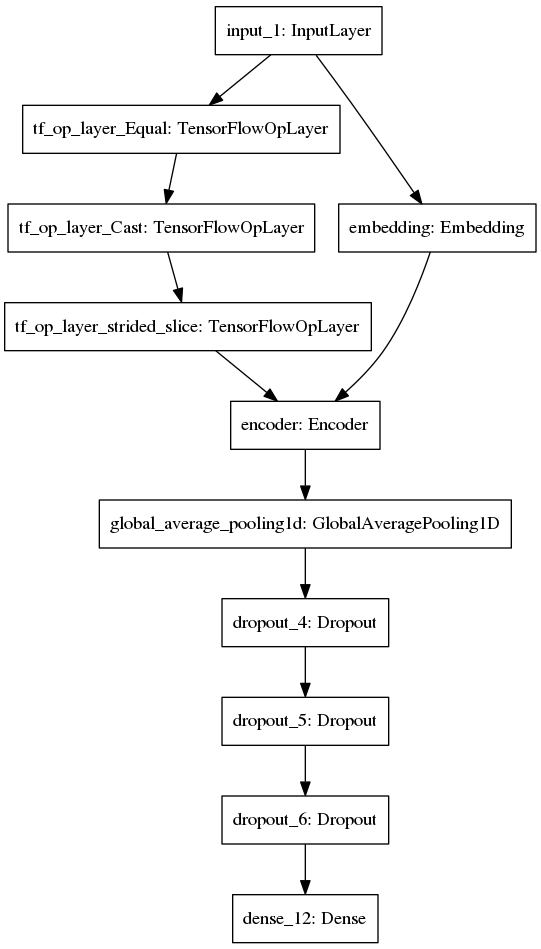 input_1: InputLayer
tf_op_layer_Equal: TensorFlowOpLayer
tf_op_layer_Cast: TensorFlowOpLayer
embedding: Embedding
tf_op_layer_strided_slice: TensorFlowOpLayer
encoder: Encoder
global_average_pooling1d: GlobalAveragePooling1D
dropout_4: Dropout
dropout_5: Dropout
dropout_6: Dropout
dense_12: Dense